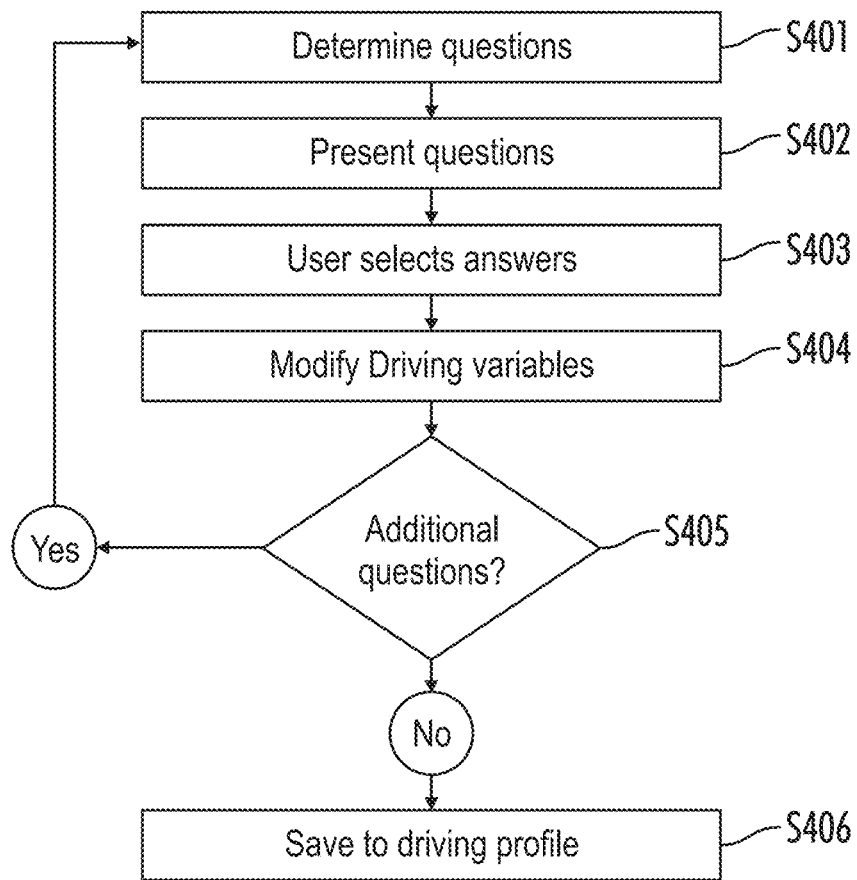 Determine questions
S401
Present questions
S402
User selects answers
S403
Modify Driving variables
S404
Additional
questions?
S405
Yes
No
Save to driving profile
S406